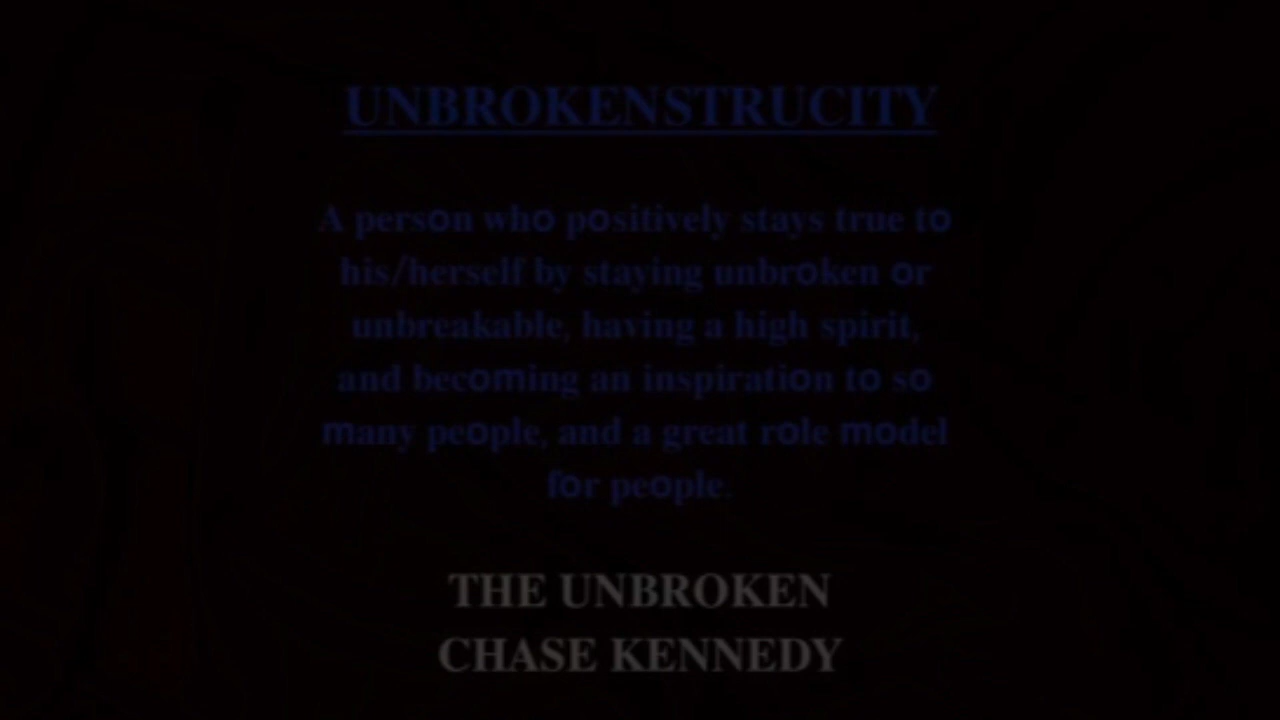 UNBROKENSTRUCITY
A person who positively stays true to
his/herself by staying unbroken or
unbreakable, having a high spirit,
and becoming an inspiration to so
many people, and a great role model
for people.
THE UNBROKEN
CHASE KENNEDY